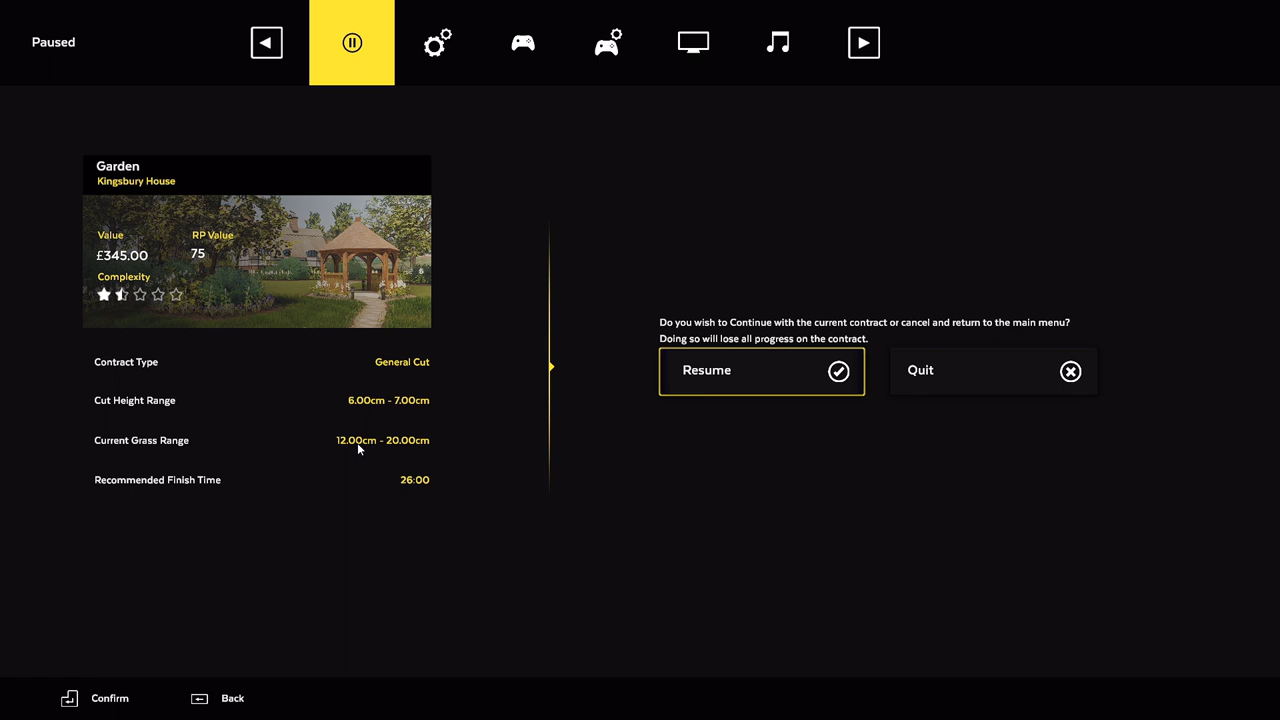 Paused
Garden
Kingsbury House
Value
RP Value
£345.00
75
Complexity
Contract Type
General Cut
Cut Height Range
6.00cm - 7.00cm
Current Grass Range
12.00cm - 20.00cm
Recommended Finish Time
26:00
Do you wish to Continue with the current contract or cancel and return to the main menu?
Doing so will lose all progress on the contract.
Resume
Quit
Confirm
Back